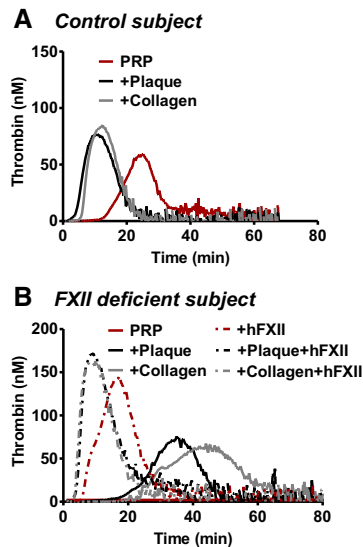 A Control subject
150
100
50
0
Thrombin (nM)
PRP
+Plaque
+Collagen
0 20 40 60 80
Time (min)
B FXII deficient subject
200
150
100
50
0
Thrombin (nM)
PRP +hFXII
+Plaque +Plaque+hFXII
+Collagen +Collagen+hFXII
0 20 40 60 80
Time (min)